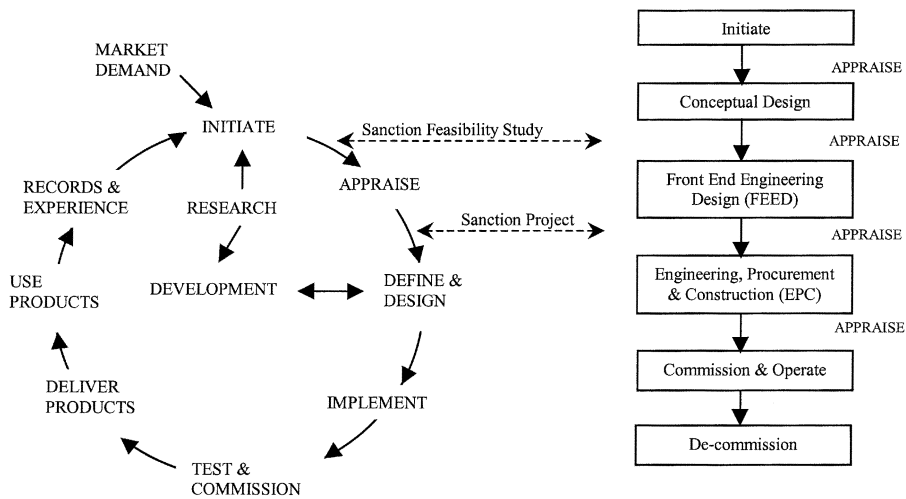 MARKET
DEMAND
INITIATE
Sanction Feasibility Study
APPRAISE
RECORDS &
EXPERIENCE
RESEARCH
Sanction Project
USE
PRODUCTS
DEVELOPMENT
DEFINE &
DESIGN
DELIVER
PRODUCTS
IMPLEMENT
TEST &
COMMISSION
Initiate
APPRAISE
Conceptual Design
APPRAISE
Front End Engineering
Design (FEED)
APPRAISE
Engineering, Procurement
& Construction (EPC)
APPRAISE
Commission & Operate
De-commission